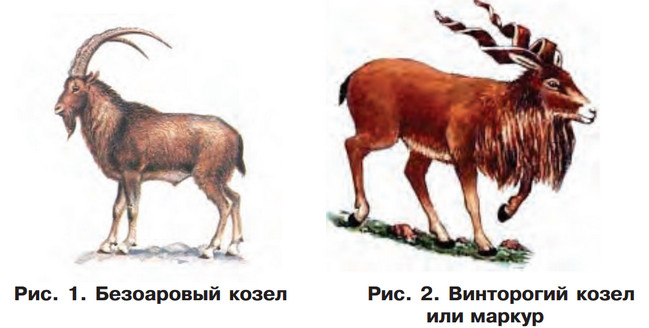 Рис. 1. Безоаровый козел
Рис. 2. Винторогий козел
или маркур